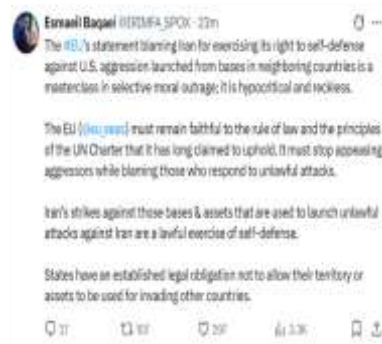 Esmaeil Baqaei @IRIMFA_SPOX · 23m
The #EU's statement blaming Iran for exercising its right to self-defense
against U.S. aggression launched from bases in neighboring countries is a
masterclass in selective moral outrage; it is hypocritical and reckless.
The EU (@eu_eeas) must remain faithful to the rule of law and the principles
of the UN Charter that it has long claimed to uphold. It must stop appeasing
aggressors while blaming those who respond to unlawful attacks.
Iran's strikes against those bases & assets that are used to launch unlawful
attacks against Iran are a lawful exercise of self-defense.
States have an established legal obligation not to allow their territory or
assets to be used for invading other countries.